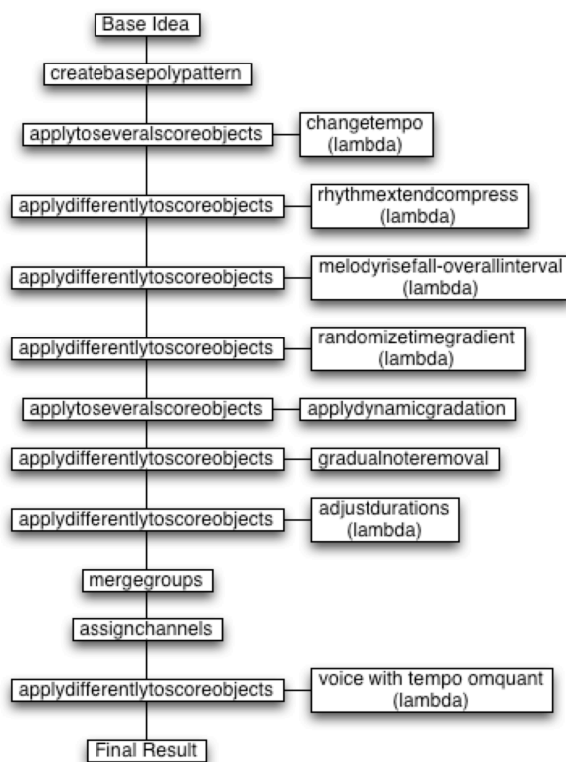 Base Idea
createbasepolypattern
applytoseveralscoreobjects
changetempo
(lambda)
applydifferentlytoscoreobjects
rhythmextendcompress
(lambda)
applydifferentlytoscoreobjects
melodyrisefall-overallinterval
(lambda)
applydifferentlytoscoreobjects
randomizetimegradient
(lambda)
applytoseveralscoreobjects
applydynamicgradation
applydifferentlytoscoreobjects
gradualnoteremoval
applydifferentlytoscoreobjects
adjustdurations
(lambda)
mergegroups
assignchannels
applydifferentlytoscoreobjects
voice with tempo omquant
(lambda)
Final Result